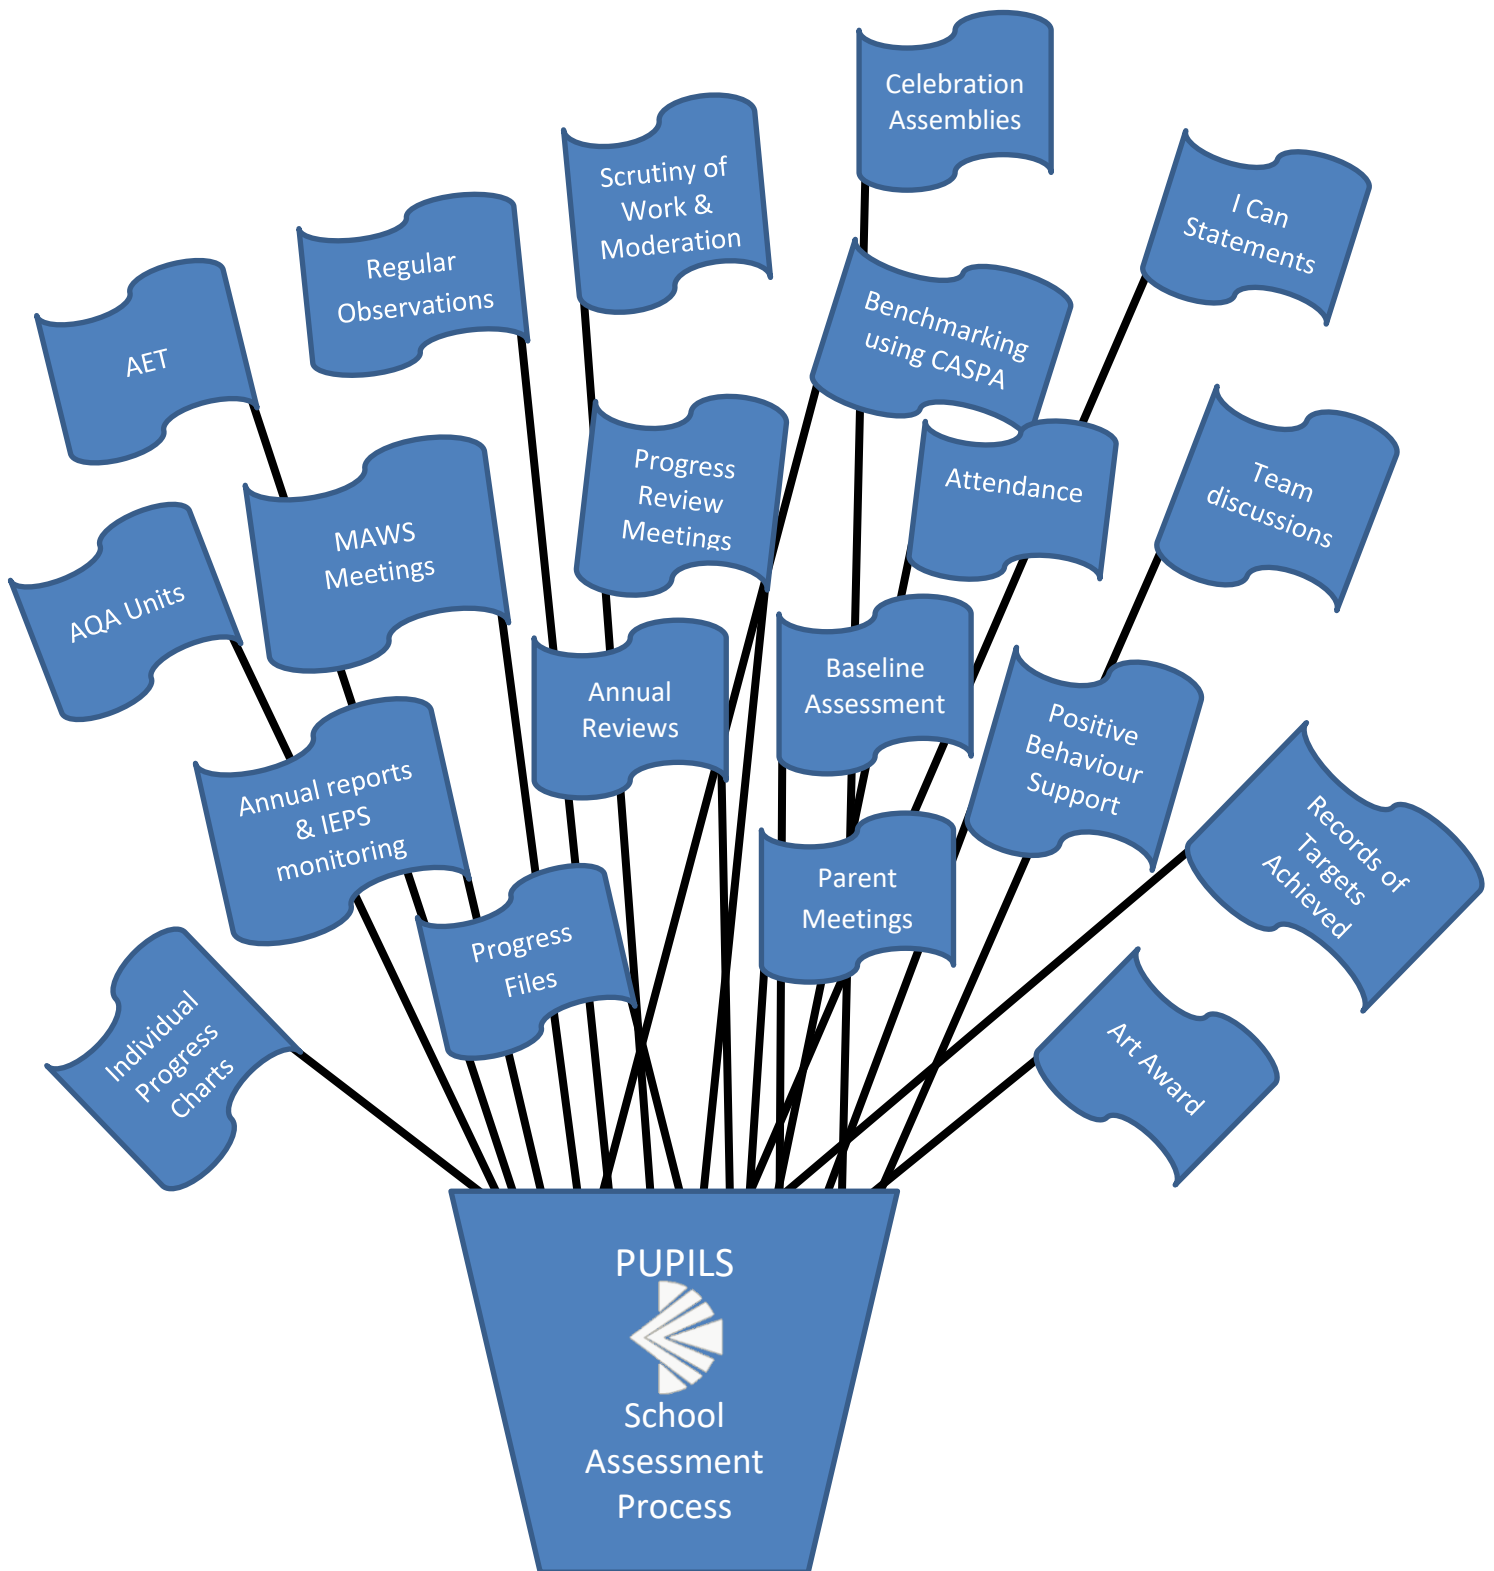 Celebration
Assemblies
Scrutiny of
Work &
Moderation
I Can
Statements
Regular
Observations
AET
Benchmarking
using CASPA
Progress
Review
Meetings
Attendance
Team
discussions
MAWS
Meetings
AQA Units
Annual
Reviews
Baseline
Assessment
Positive
Behaviour
Support
Annual reports
& IEPS
monitoring
Records of
Targets
Achieved
Parent
Meetings
Progress
Files
Individual
Progress
Charts
Art Award
PUPILS
School
Assessment
Process